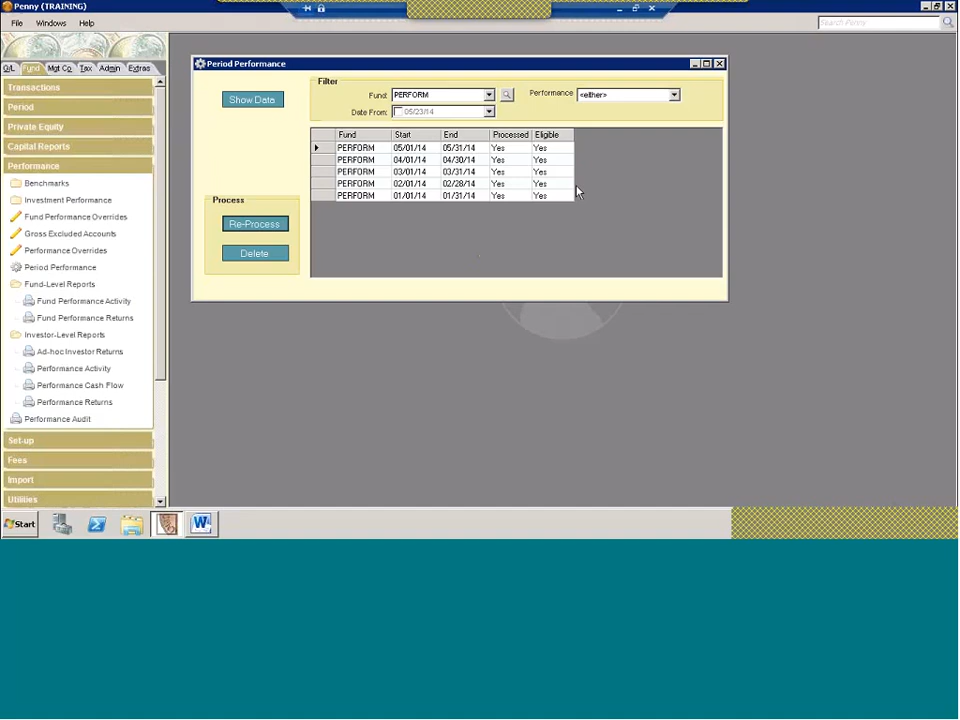 Penny (TRAINING)
File Windows Help
Search Penny
G/L Fund Mgt Co Tax Admin Extras
Transactions
Period
Private Equity
Capital Reports
Performance
Benchmarks
Investment Performance
Fund Performance Overrides
Gross Excluded Accounts
Performance Overrides
Period Performance
Fund-Level Reports
Fund Performance Activity
Fund Performance Returns
Investor-Level Reports
Ad-hoc Investor Returns
Performance Activity
Performance Cash Flow
Performance Returns
Performance Audit
Set-up
Fees
Import
Utilities
Period Performance
Show Data
Filter
Fund: PERFORM
Performance <either>
Date From: 05/23/14
Fund Start End Processed Eligible
PERFORM 05/01/14 05/31/14 Yes Yes
PERFORM 04/01/14 04/30/14 Yes Yes
PERFORM 03/01/14 03/31/14 Yes Yes
PERFORM 02/01/14 02/28/14 Yes Yes
PERFORM 01/01/14 01/31/14 Yes Yes
Process
Re-Process
Delete
Start
W